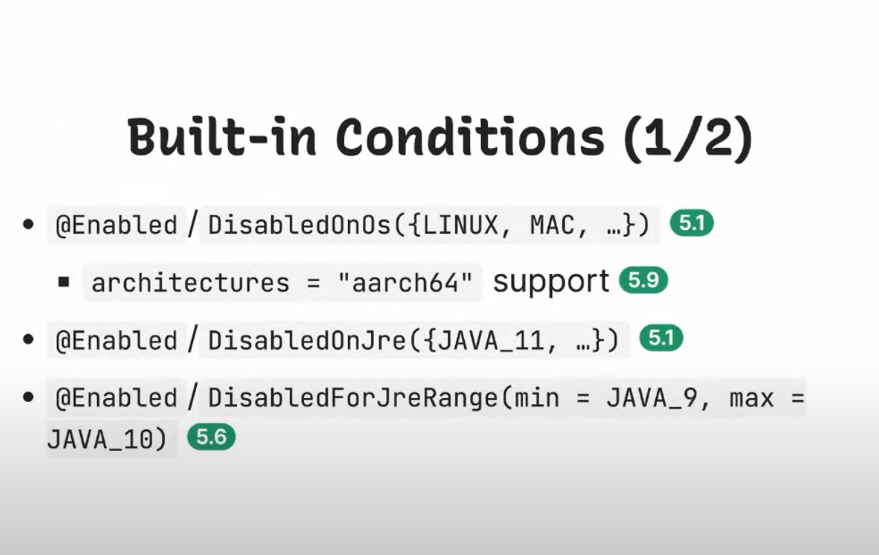 Built-in Conditions (1/2)
• @Enabled / DisabledOnOs({LINUX, MAC, …}) 5.1
▪ architectures = "aarch64" support 5.9
• @Enabled / DisabledOnJre({JAVA_11, …}) 5.1
• @Enabled / DisabledForJreRange(min = JAVA_9, max =
JAVA_10) 5.6